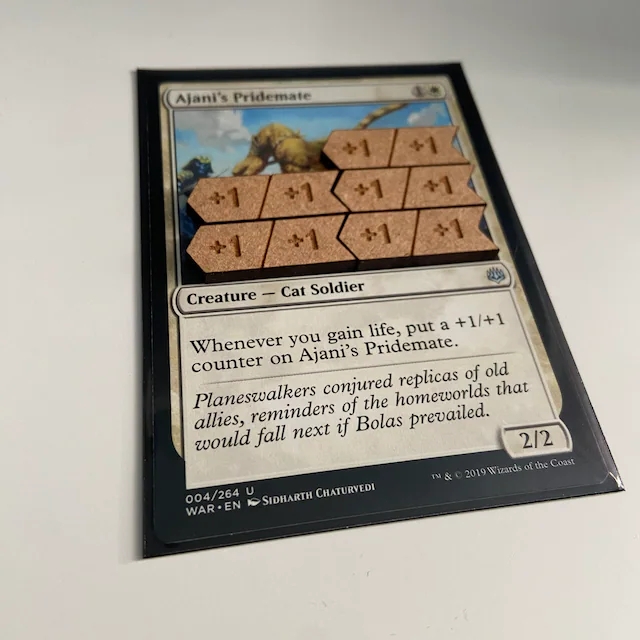 Ajani's Pridemate
1
+1 +1
+1 +1 +1 +1
+1 +1 +1 +1
Creature — Cat Soldier
Whenever you gain life, put a +1/+1
counter on Ajani's Pridemate.
Planeswalkers conjured replicas of old
allies, reminders of the homeworlds that
would fall next if Bolas prevailed.
2/2
004/264 U
WAR • EN SIDHARTH CHATURVEDI
™ & © 2019 Wizards of the Coast